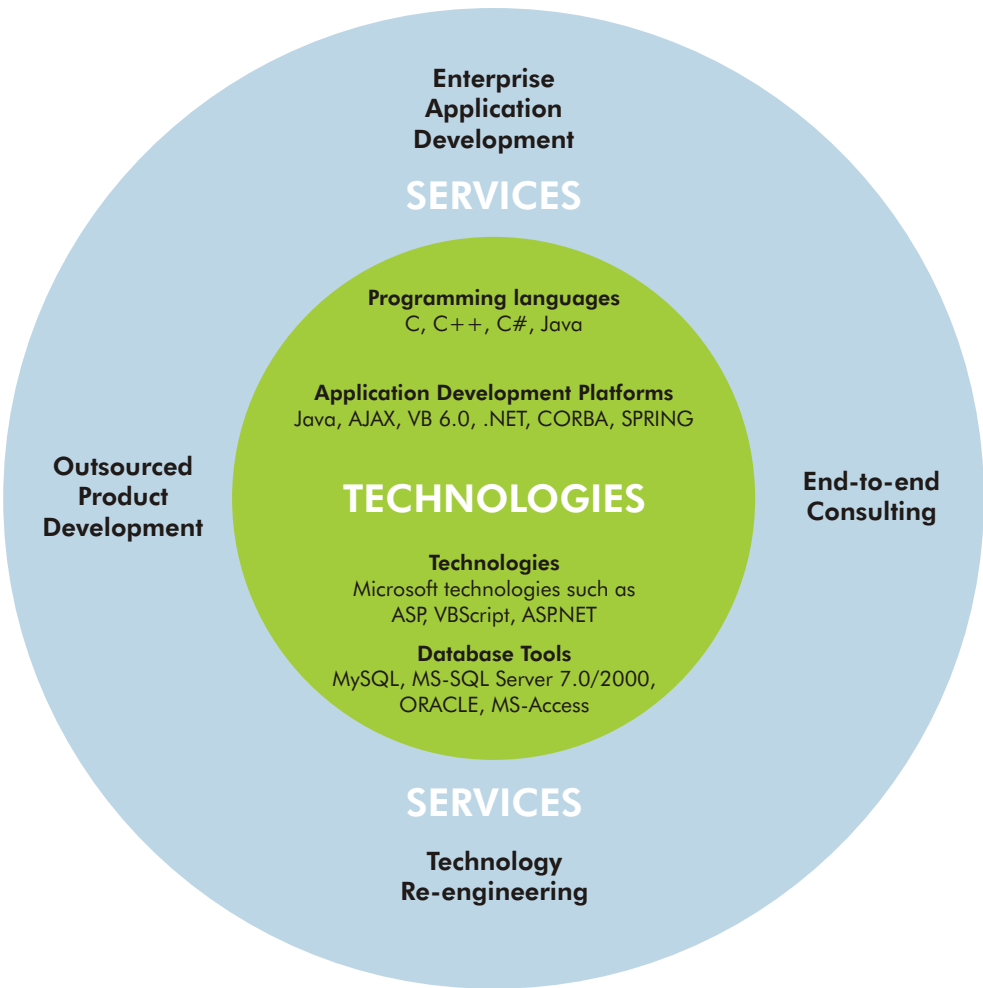 Enterprise
Application
Development
SERVICES
Programming languages
C, C++, C#, Java
Application Development Platforms
Java, AJAX, VB 6.0, .NET, CORBA, SPRING
Outsourced
Product
Development
TECHNOLOGIES
End-to-end
Consulting
Technologies
Microsoft technologies such as
ASP, VBScript, ASP.NET
Database Tools
MySQL, MS-SQL Server 7.0/2000,
ORACLE, MS-Access
SERVICES
Technology
Re-engineering